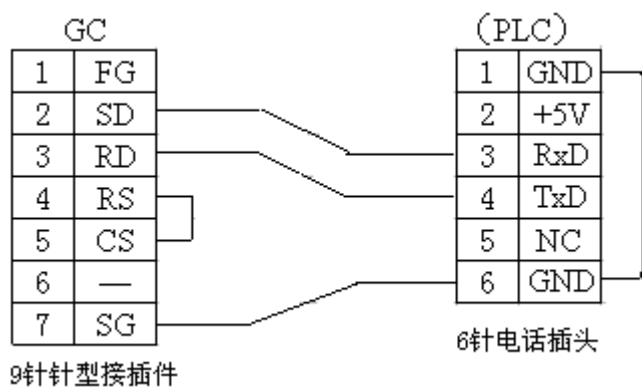 GC
1 FG
2 SD
3 RD
4 RS
5 CS
6 —
7 SG
9针针型接插件
(PLC)
1 GND
2 +5V
3 RxD
4 TxD
5 NC
6 GND
6针电话插头